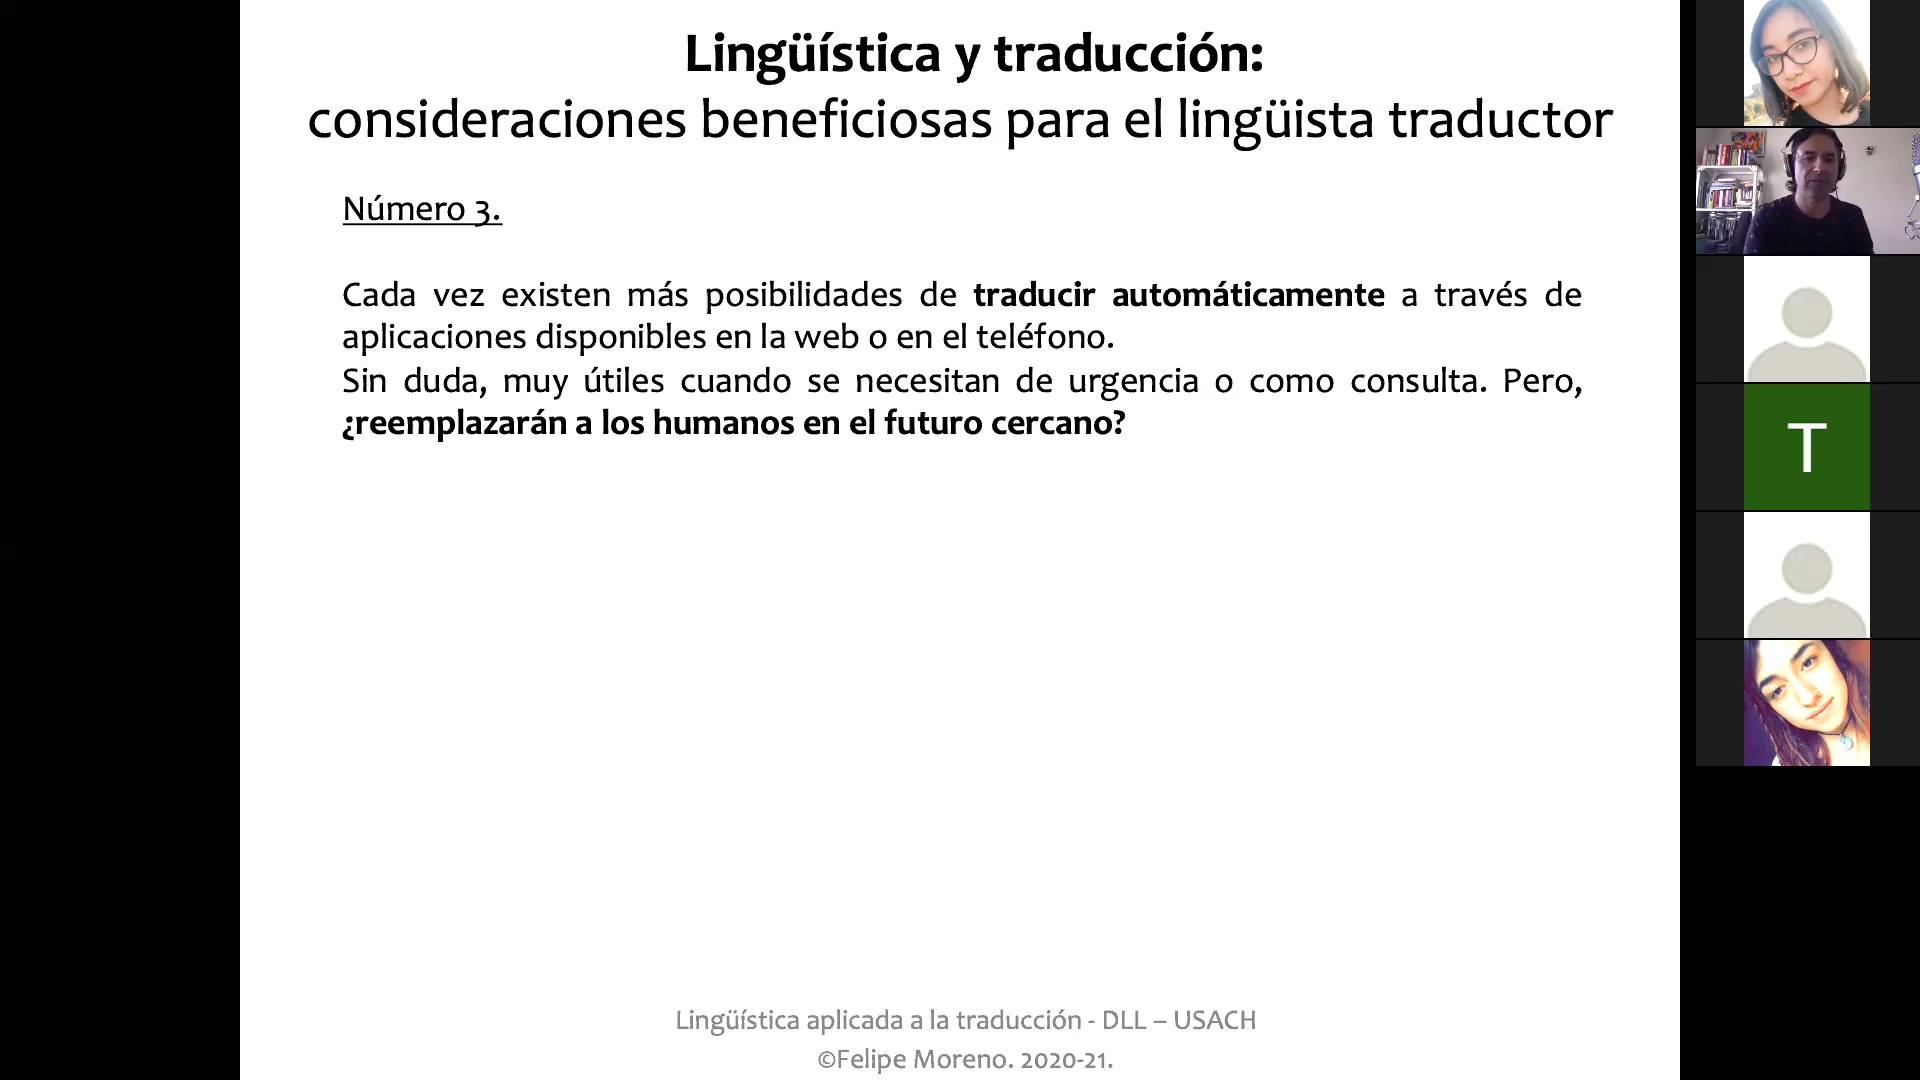 Lingüística y traducción:
consideraciones beneficiosas para el lingüista traductor
Número 3.
Cada vez existen más posibilidades de traducir automáticamente a través de
aplicaciones disponibles en la web o en el teléfono.
Sin duda, muy útiles cuando se necesitan de urgencia o como consulta. Pero,
¿reemplazarán a los humanos en el futuro cercano?
T
Lingüística aplicada a la traducción - DLL – USACH
©Felipe Moreno. 2020-21.